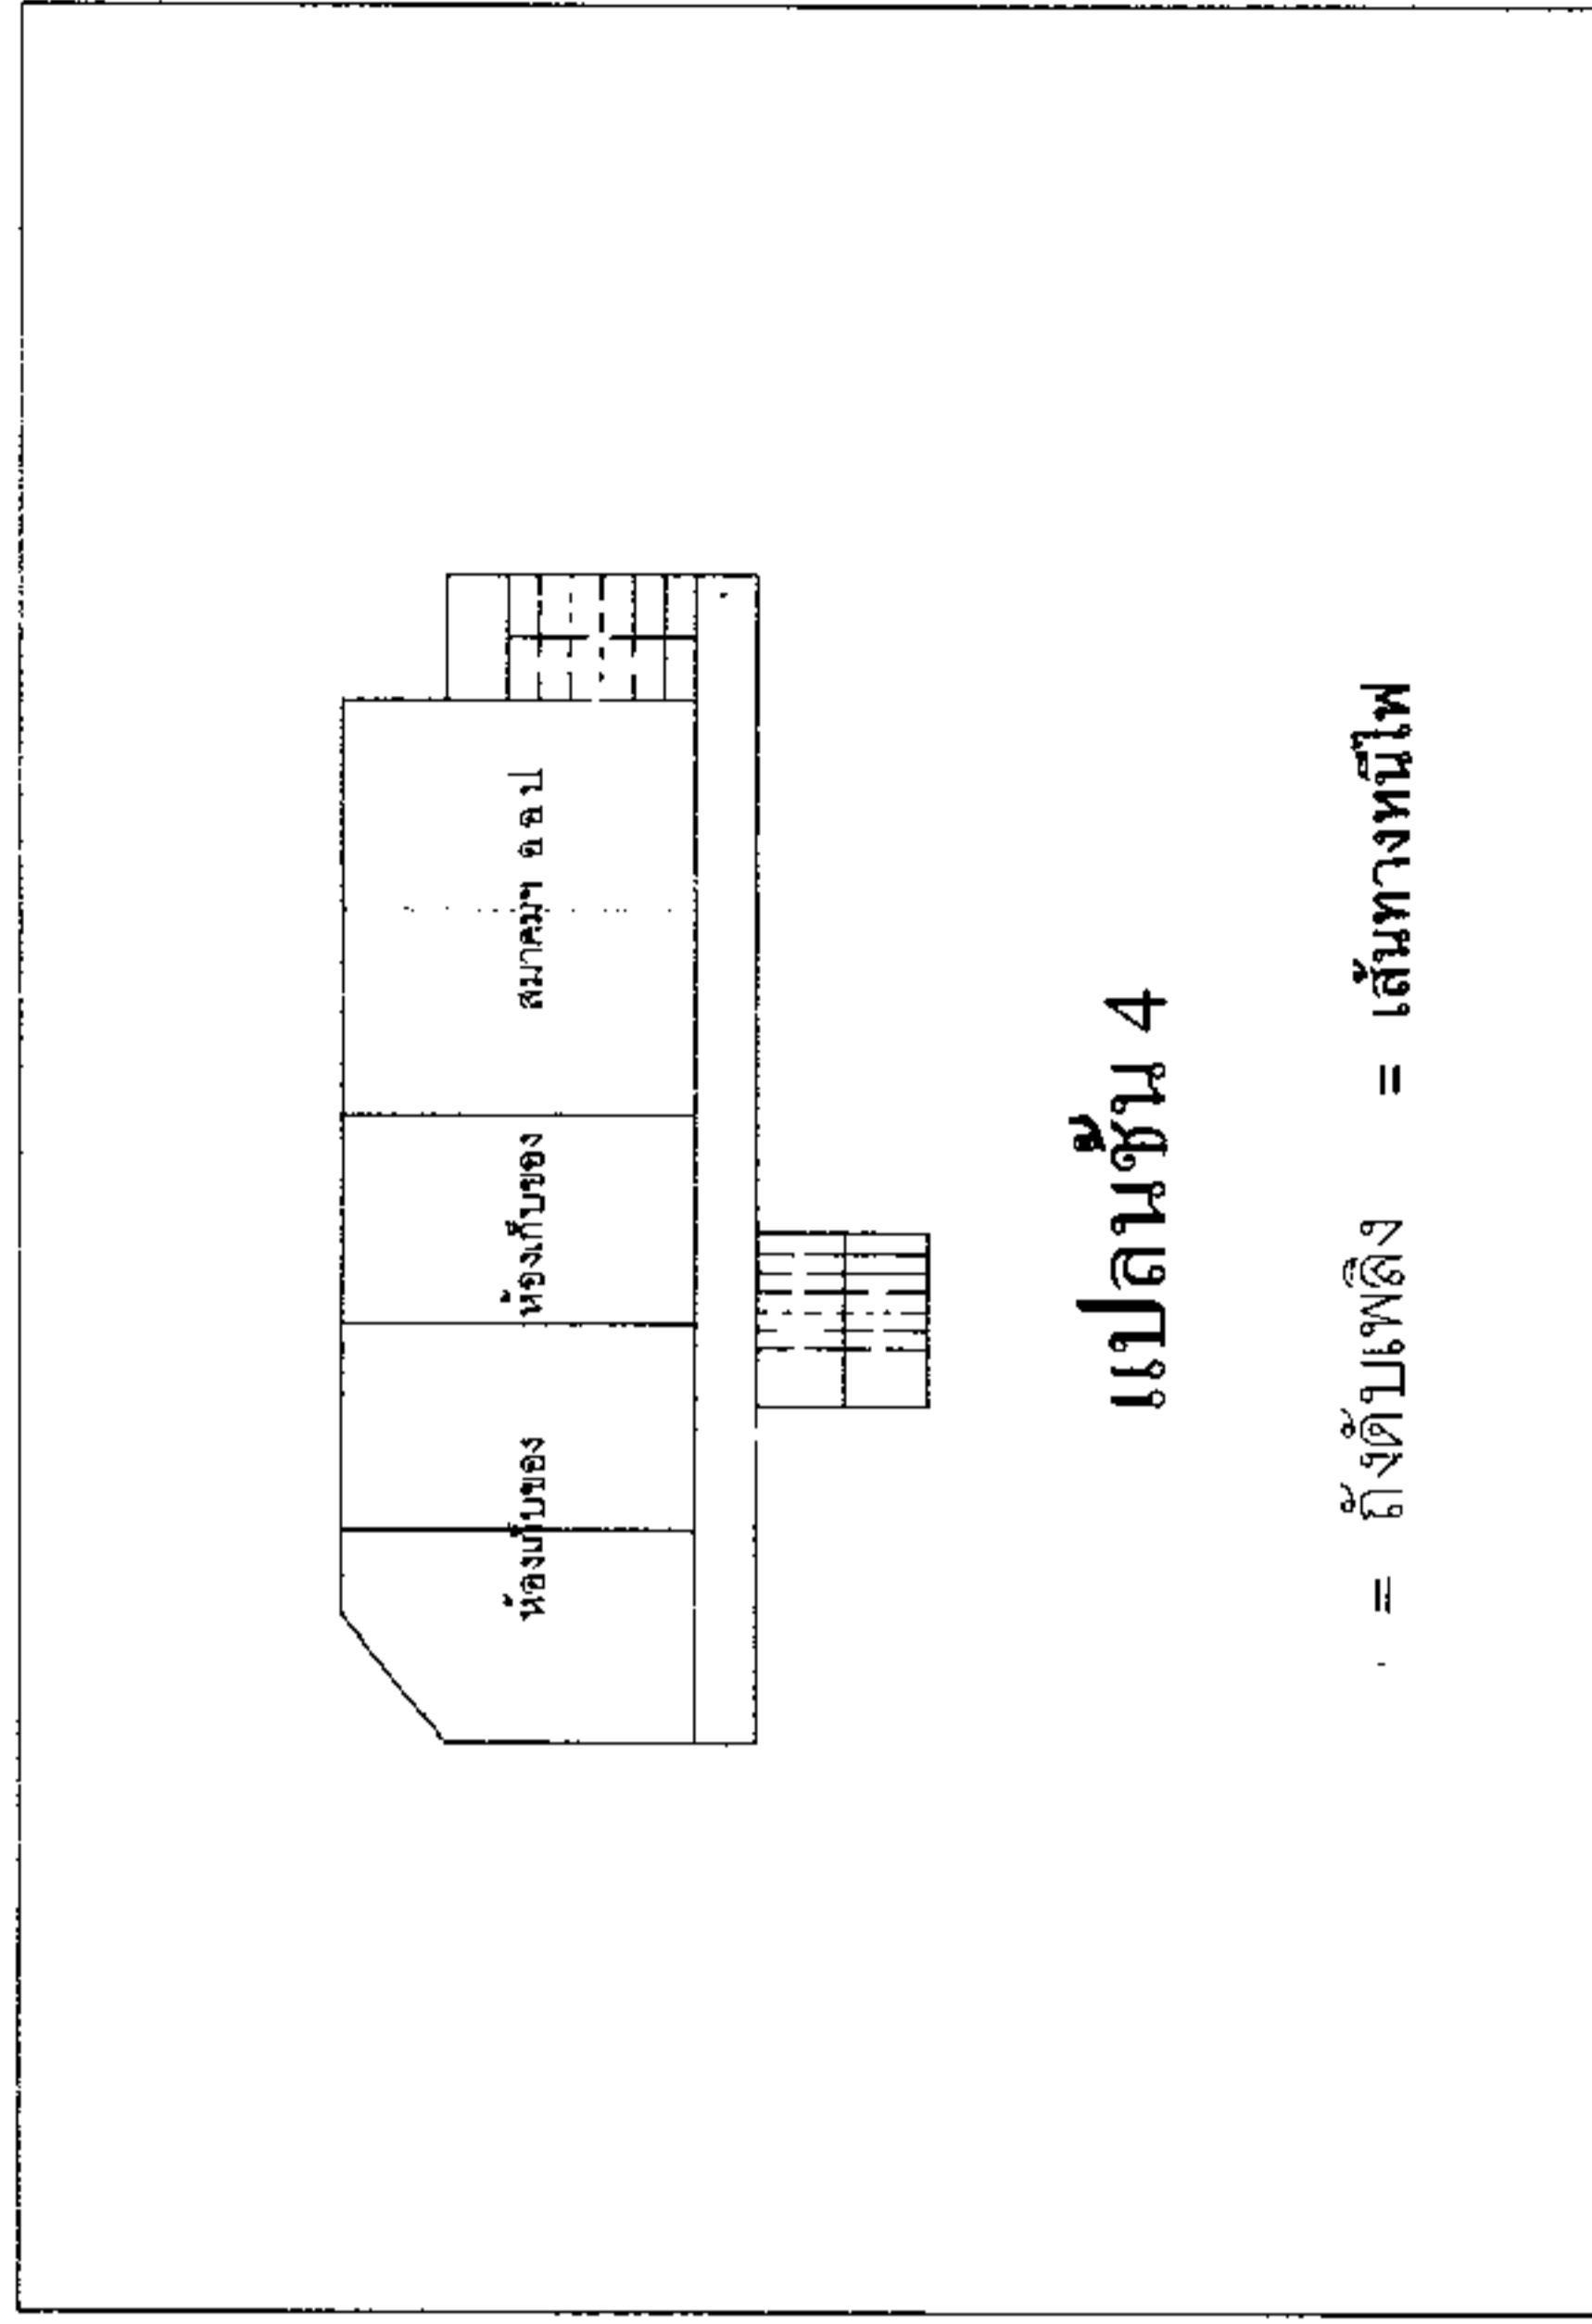 ห้องเก็บของ ห้องเก็บของ สมาคมฯ อ อ ป
แปลนชั้น 4
= ถังดับเพลิง = เส้นทางหนีไฟ